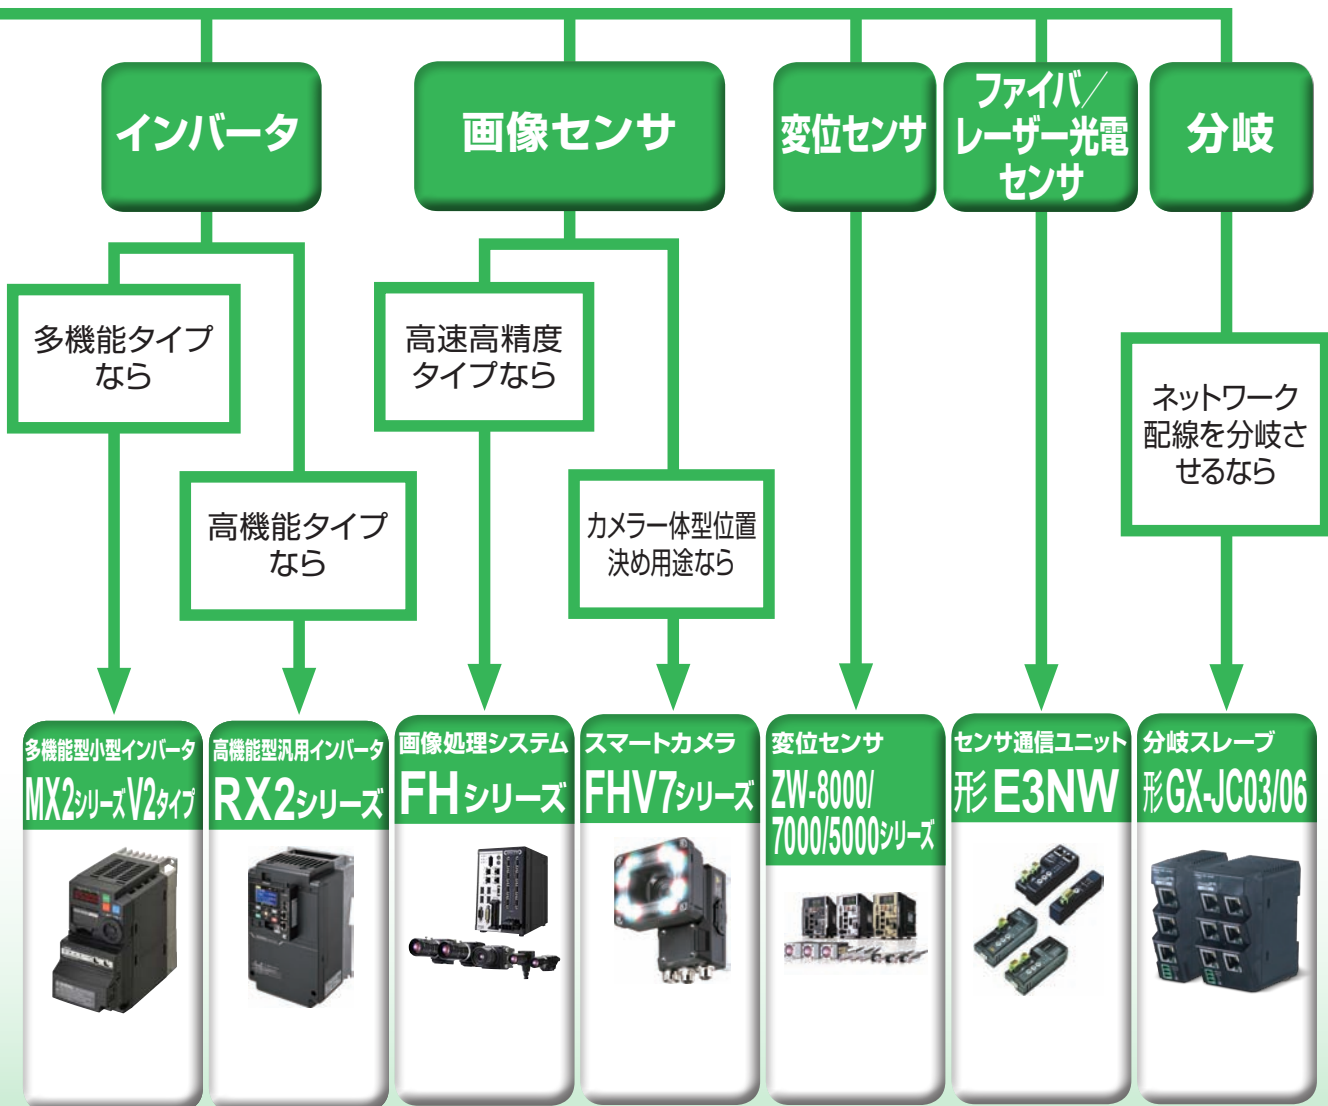 インバータ
画像センサ
変位センサ
ファイバ／
レーザー光電
センサ
分岐
多機能タイプ
なら
高速高精度
タイプなら
ネットワーク
配線を分岐さ
せるなら
高機能タイプ
なら
カメラ一体型位置
決め用途なら
多機能型小型インバータ
MX2シリーズV2タイプ
高機能型汎用インバータ
RX2シリーズ
画像処理システム
FHシリーズ
スマートカメラ
FHV7シリーズ
変位センサ
ZW-8000/
7000/5000シリーズ
センサ通信ユニット
形E3NW
分岐スレーブ
形GX-JC03/06